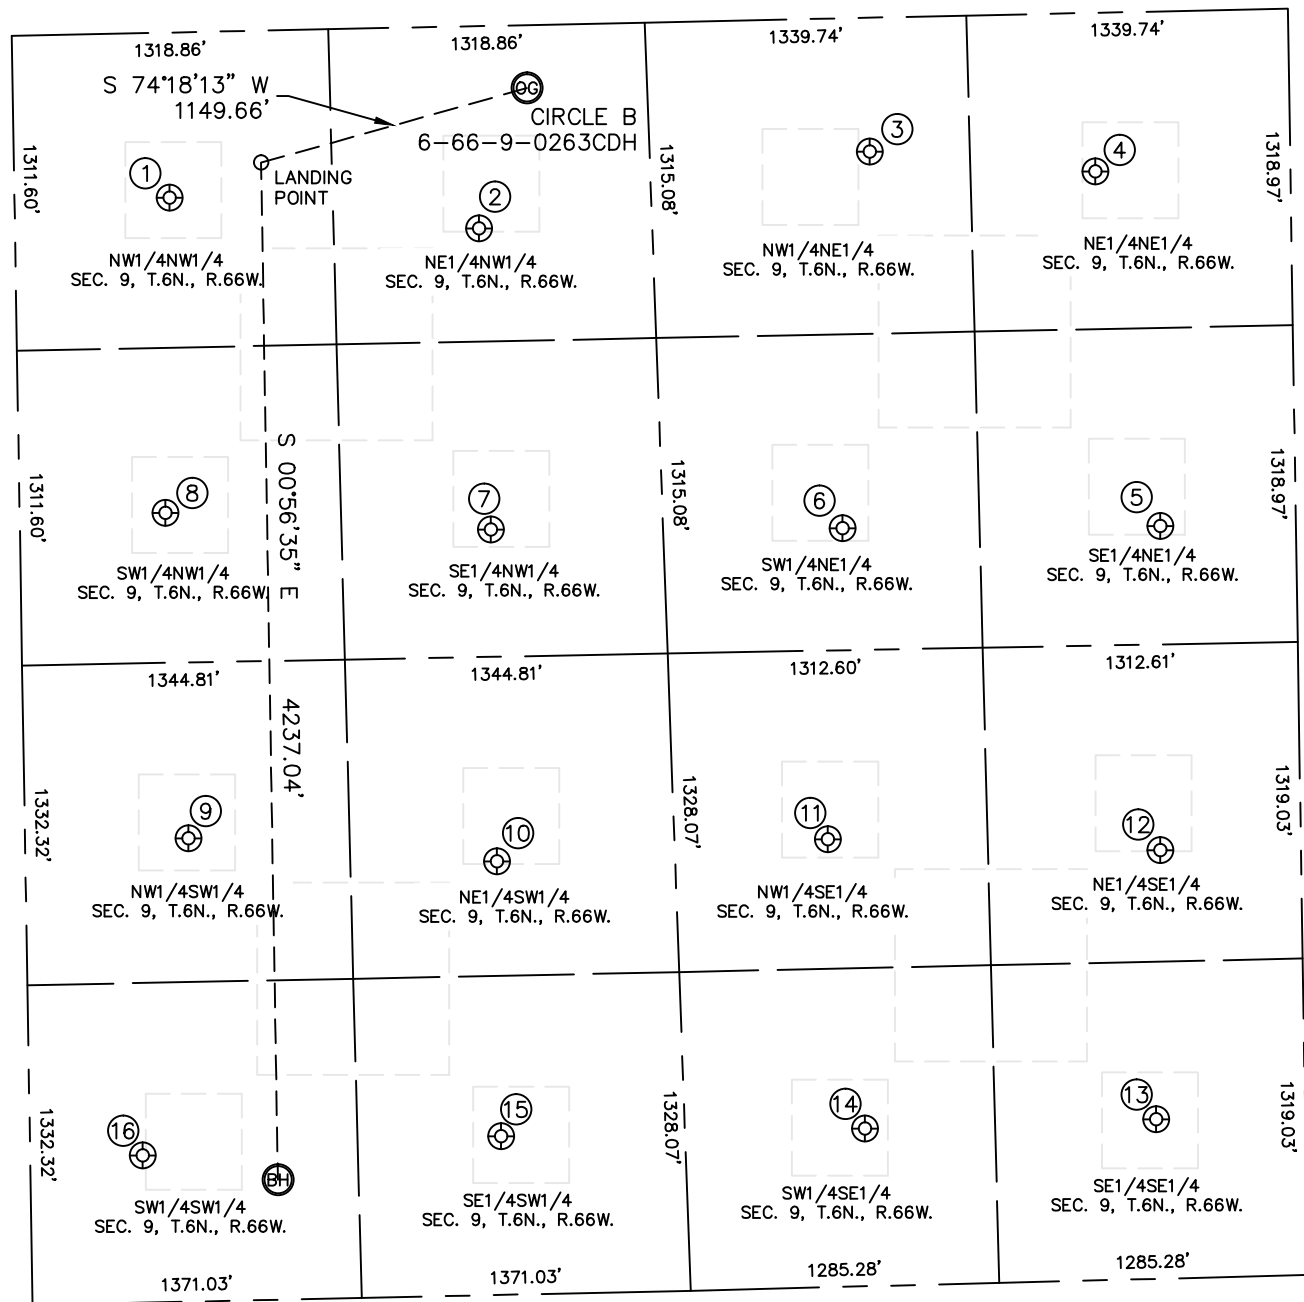 1318.86'
1318.86'
1339.74'
1339.74'
S 74°18'13" W
1149.66'
OG
CIRCLE B
6-66-9-0263CDH
LANDING
POINT
1311.60'
1315.08'
1318.97'
1
2
3
4
NW1/4NW1/4
SEC. 9, T.6N., R.66W.
NE1/4NW1/4
SEC. 9, T.6N., R.66W.
NW1/4NE1/4
SEC. 9, T.6N., R.66W.
NE1/4NE1/4
SEC. 9, T.6N., R.66W.
S 00°56'35" E
4237.04'
1311.60'
1315.08'
1318.97'
8
7
6
5
SW1/4NW1/4
SEC. 9, T.6N., R.66W.
SE1/4NW1/4
SEC. 9, T.6N., R.66W.
SW1/4NE1/4
SEC. 9, T.6N., R.66W.
SE1/4NE1/4
SEC. 9, T.6N., R.66W.
1344.81'
1344.81'
1312.60'
1312.61'
1332.32'
1328.07'
1319.03'
9
10
11
12
NW1/4SW1/4
SEC. 9, T.6N., R.66W.
NE1/4SW1/4
SEC. 9, T.6N., R.66W.
NW1/4SE1/4
SEC. 9, T.6N., R.66W.
NE1/4SE1/4
SEC. 9, T.6N., R.66W.
1332.32'
1328.07'
1319.03'
16
15
14
13
BH
SW1/4SW1/4
SEC. 9, T.6N., R.66W.
SE1/4SW1/4
SEC. 9, T.6N., R.66W.
SW1/4SE1/4
SEC. 9, T.6N., R.66W.
SE1/4SE1/4
SEC. 9, T.6N., R.66W.
1371.03'
1371.03'
1285.28'
1285.28'